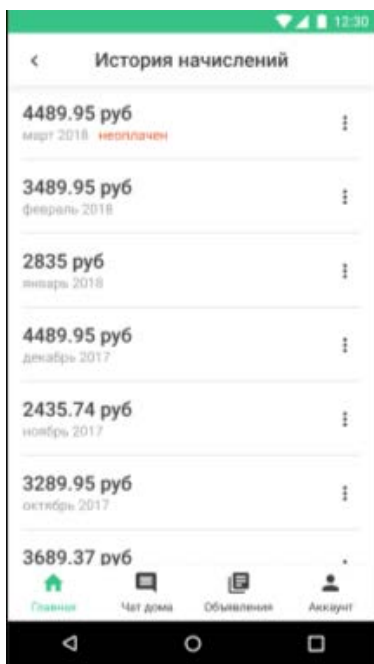 12:30
История начислений
4489.95 руб
март 2018 неоплачен
3489.95 руб
февраль 2018
2835 руб
январь 2018
4489.95 руб
декабрь 2017
2435.74 руб
ноябрь 2017
3289.95 руб
октябрь 2017
3689.37 руб
Главная Чат дома Объявления Аккаунт